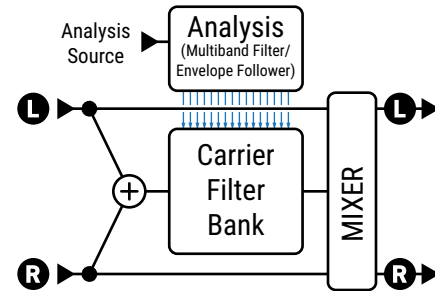 Analysis
Source
Analysis
(Multiband Filter/
Envelope Follower)
L
L
Carrier
Filter
Bank
MIXER
R
R